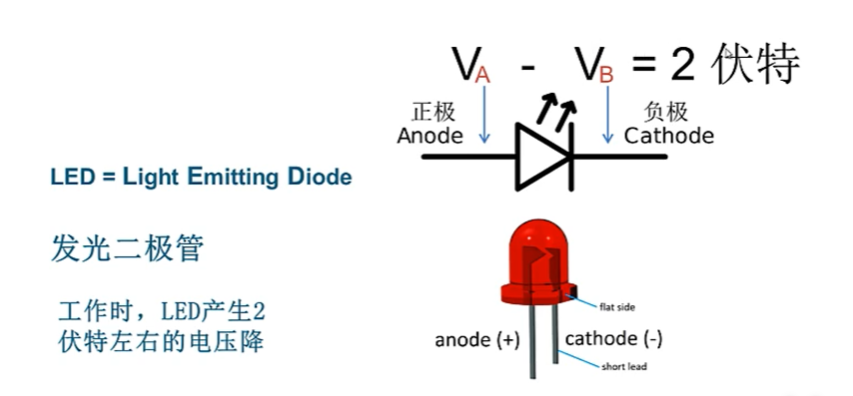 VA - VB = 2 伏特
正极 负极
Anode Cathode
LED = Light Emitting Diode
发光二极管
工作时，LED产生2
伏特左右的电压降
flat side
anode (+) cathode (-)
short lead